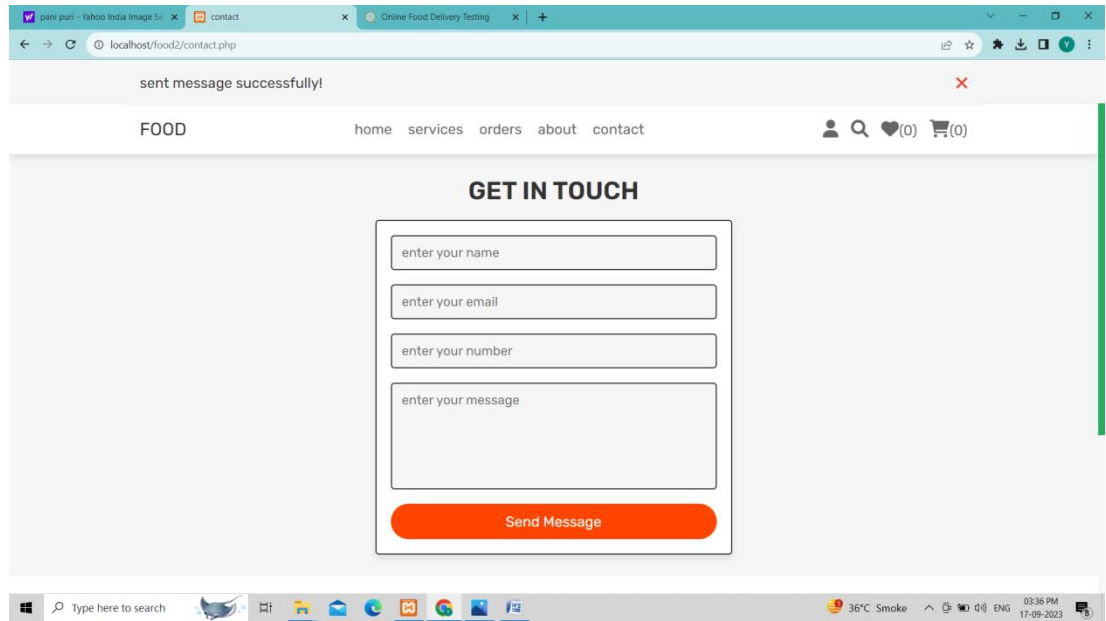 pani puri - Yahoo India Image Se
contact
Online Food Delivery Testing
localhost/food2/contact.php
Y
sent message successfully!
FOOD
home services orders about contact
(0) (0)
GET IN TOUCH
enter your name
enter your email
enter your number
enter your message
Send Message
Type here to search
36°C Smoke
ENG
03:36 PM
17-09-2023
8